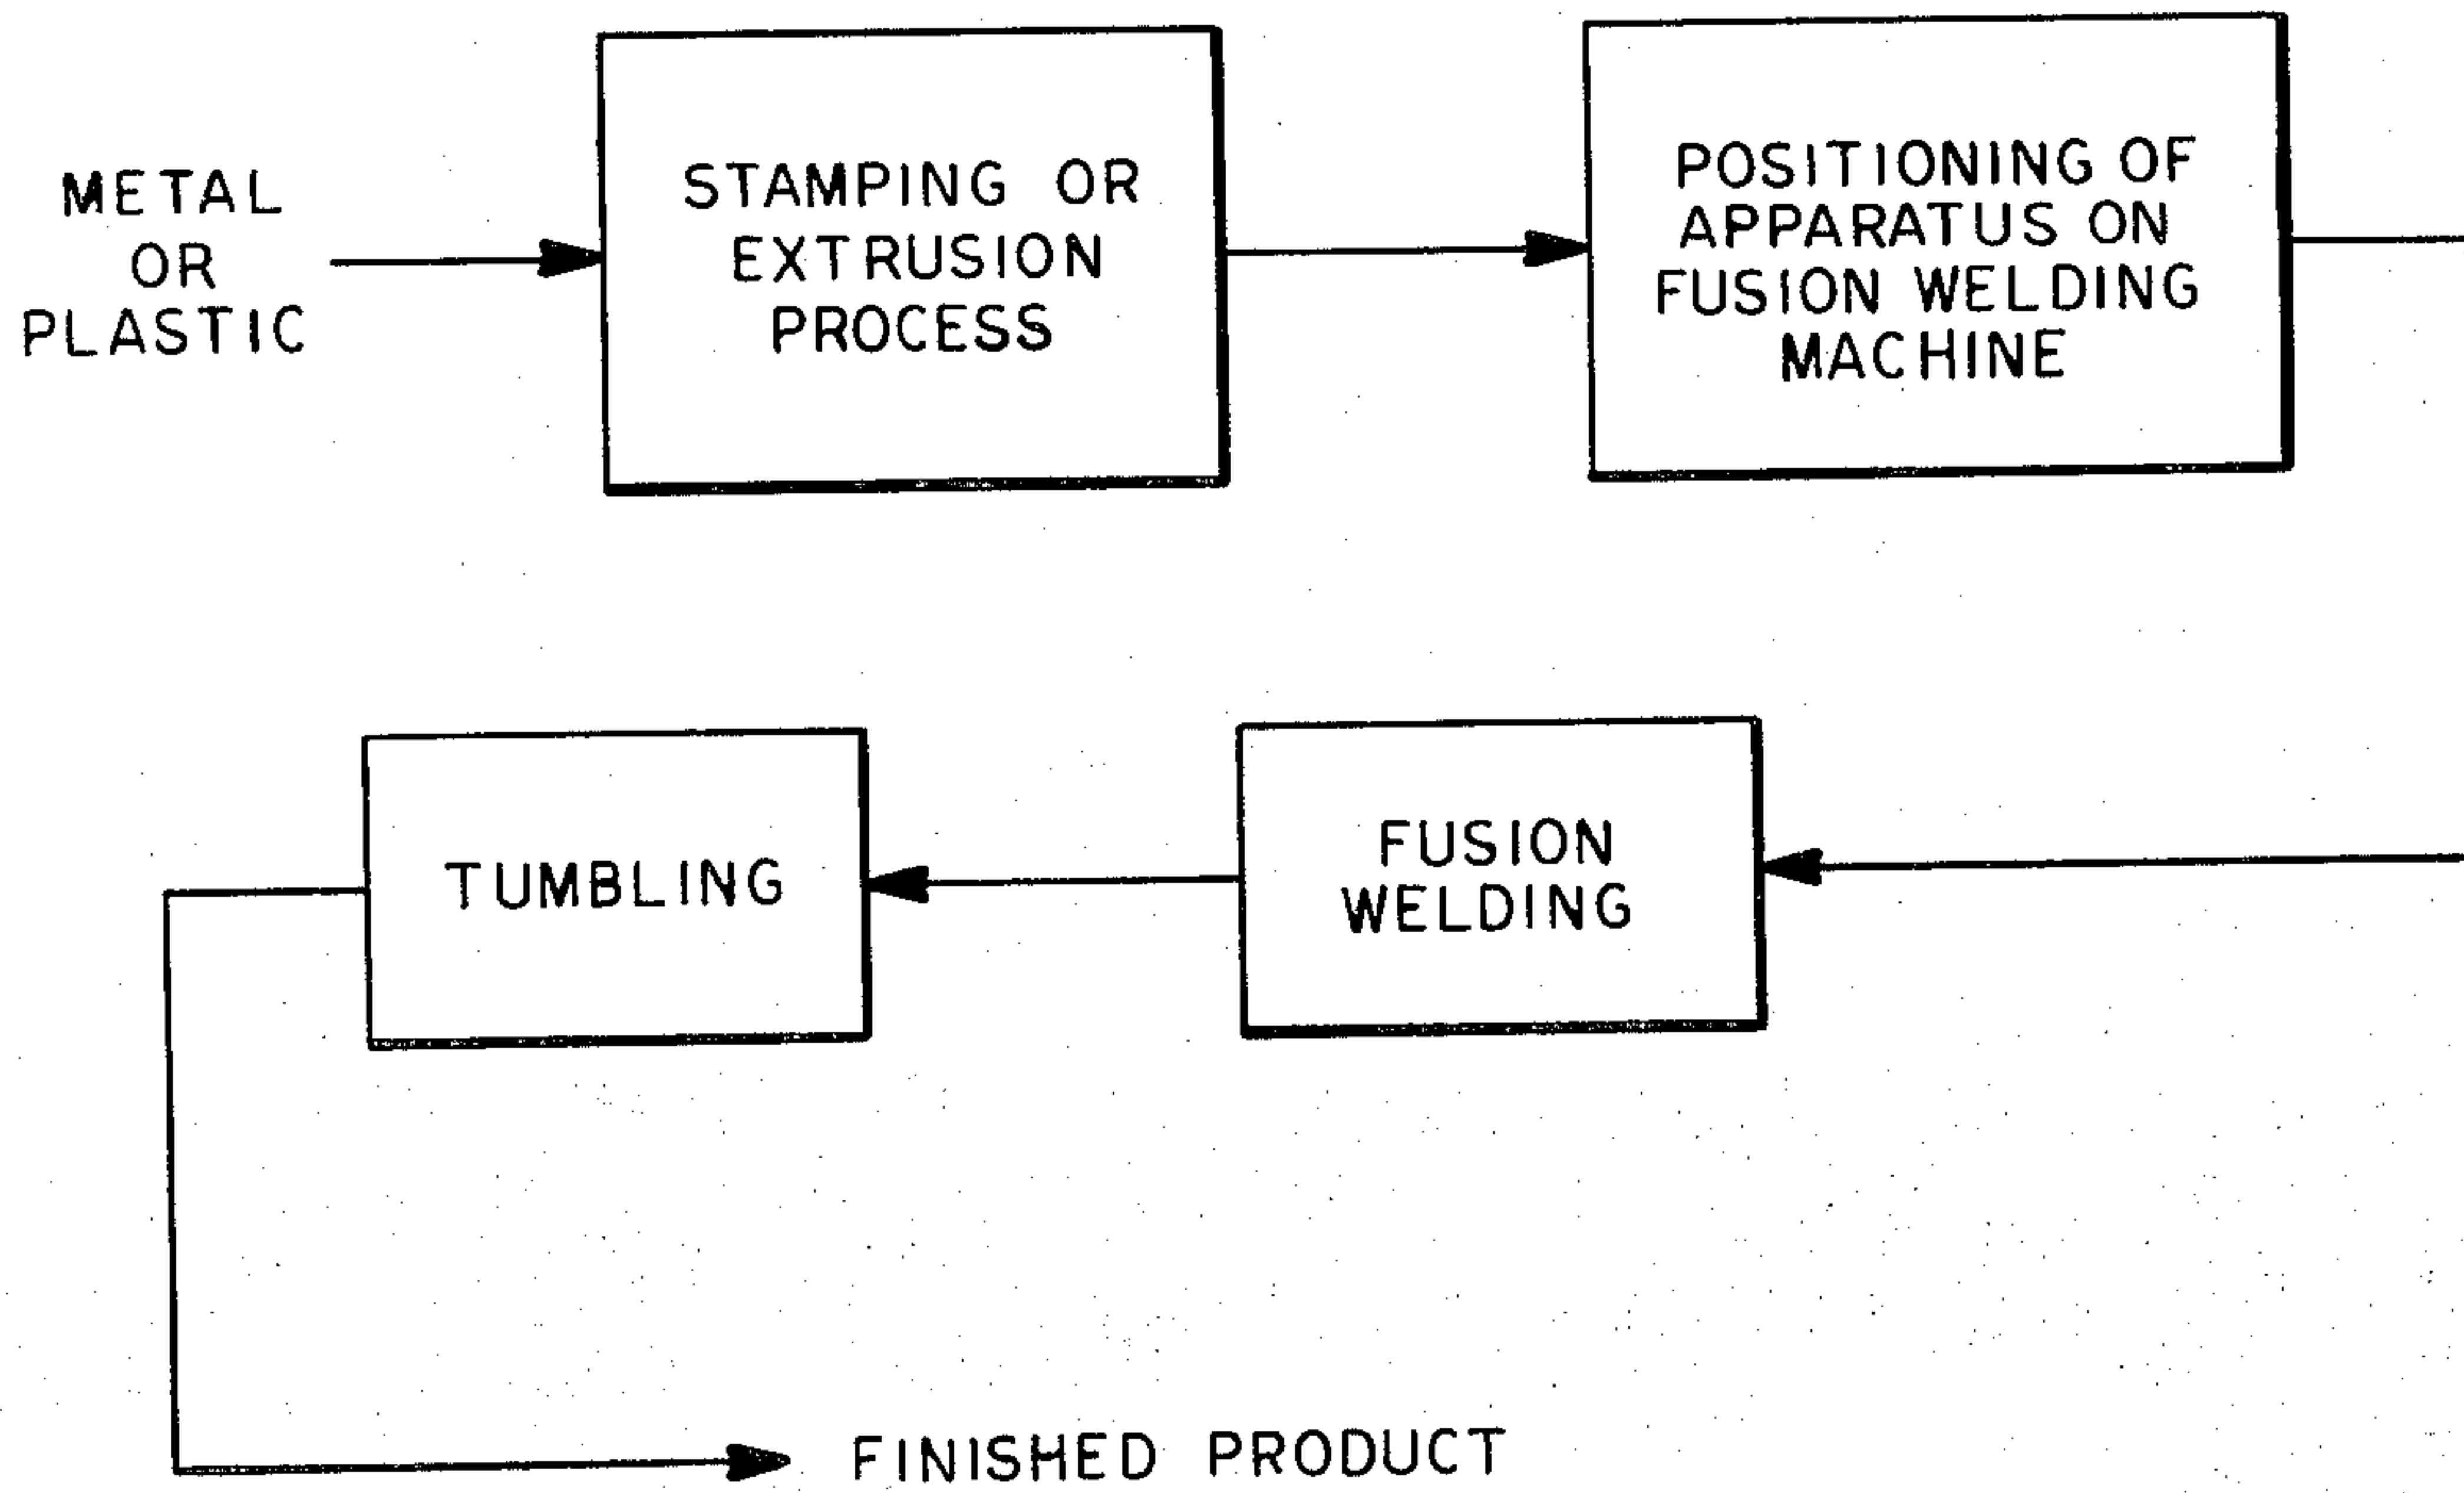 METAL
OR
PLASTIC
STAMPING OR
EXTRUSION
PROCESS
POSITIONING OF
APPARATUS ON
FUSION WELDING
MACHINE
FUSION
WELDING
TUMBLING
FINISHED PRODUCT